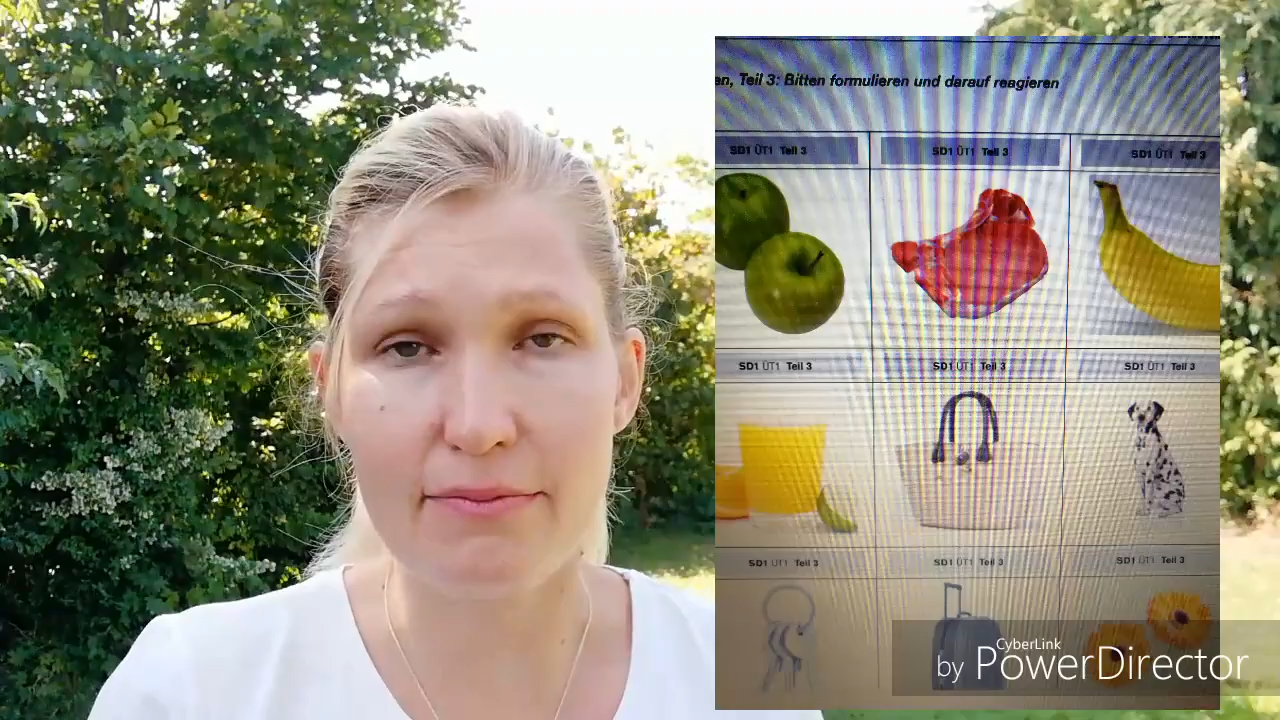 en, Teil 3: Bitten formulieren und darauf reagieren
SD1 ÜT1 Teil 3
SD1 ÜT1 Teil 3
SD1 ÜT1 Teil 3
SD1 ÜT1 Teil 3
SD1 ÜT1 Teil 3
SD1 ÜT1 Teil 3
SD1 ÜT1 Teil 3
SD1 ÜT1 Teil 3
SD1 ÜT1 Teil 3
CyberLink
by PowerDirector